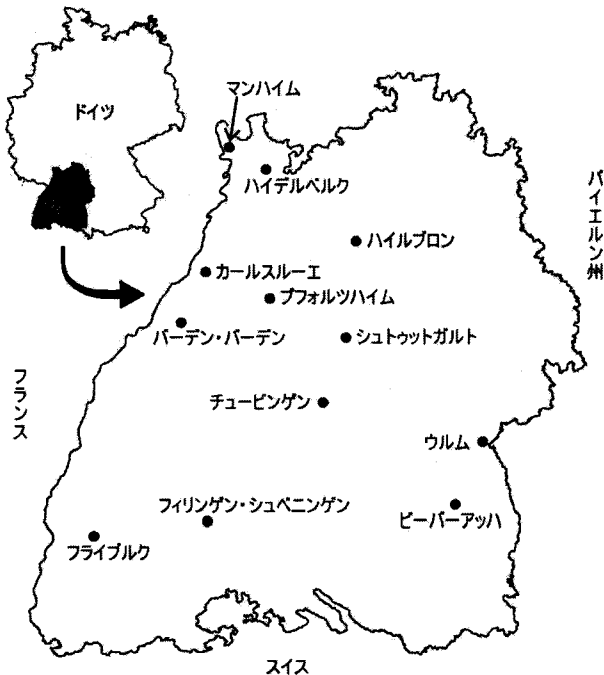 ドイツ
マンハイム
ハイデルベルク
バイエルン州
ハイルブロン
カールスルーエ
プフォルツハイム
バーデン・バーデン
シュトゥットガルト
フランス
チュービンゲン
ウルム
フィリンゲン・シュベニンゲン
ビーバーアッハ
フライブルク
スイス